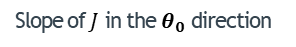 Slope of J in the θ₀ direction